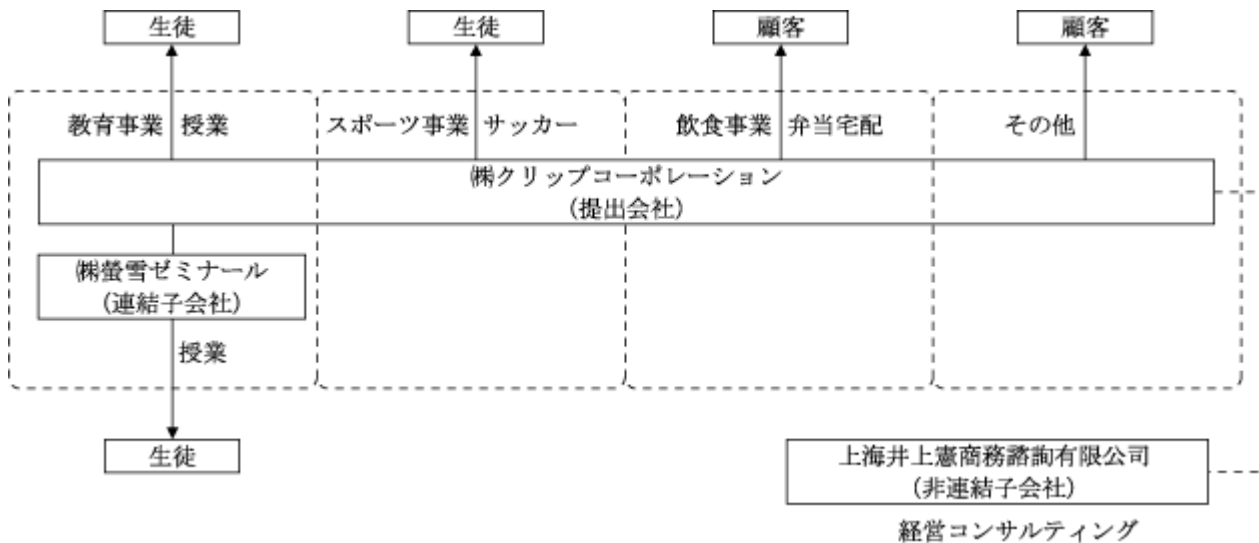 生徒
生徒
顧客
顧客
教育事業 授業
スポーツ事業 サッカー
飲食事業 弁当宅配
その他
㈱クリップコーポレーション
(提出会社)
㈱螢雪ゼミナール
(連結子会社)
授業
生徒
上海井上憲商務諮詢有限公司
(非連結子会社)
経営コンサルティング